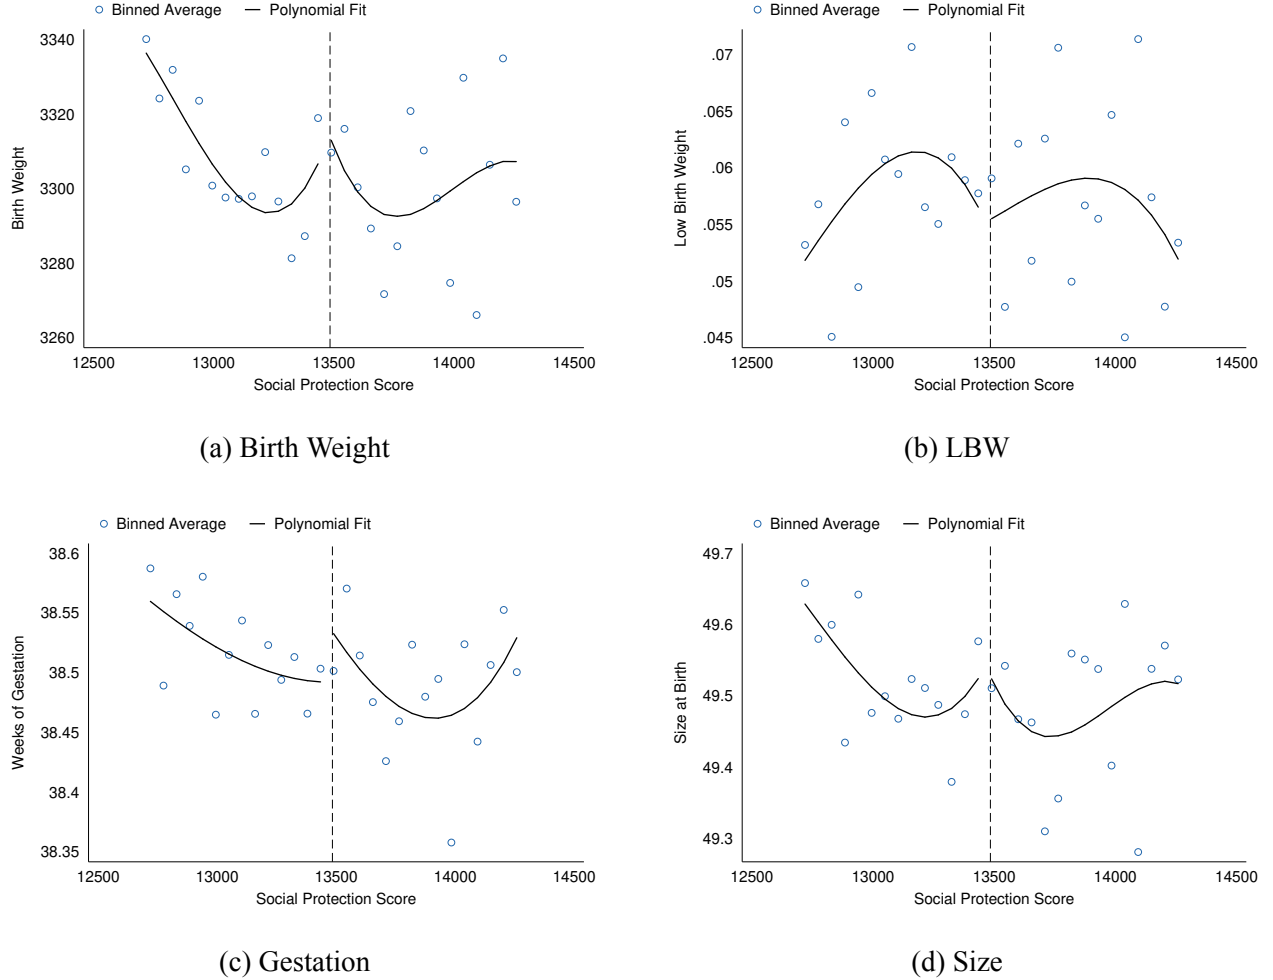 Binned Average Polynomial Fit
3340
3320
3300
3280
3260
Birth Weight
12500 13000 13500 14000 14500
Social Protection Score
(a) Birth Weight
Binned Average Polynomial Fit
.07
.065
.06
.055
.05
.045
Low Birth Weight
12500 13000 13500 14000 14500
Social Protection Score
(b) LBW
Binned Average Polynomial Fit
38.6
38.55
38.5
38.45
38.4
38.35
Weeks of Gestation
12500 13000 13500 14000 14500
Social Protection Score
(c) Gestation
Binned Average Polynomial Fit
49.7
49.6
49.5
49.4
49.3
Size at Birth
12500 13000 13500 14000 14500
Social Protection Score
(d) Size